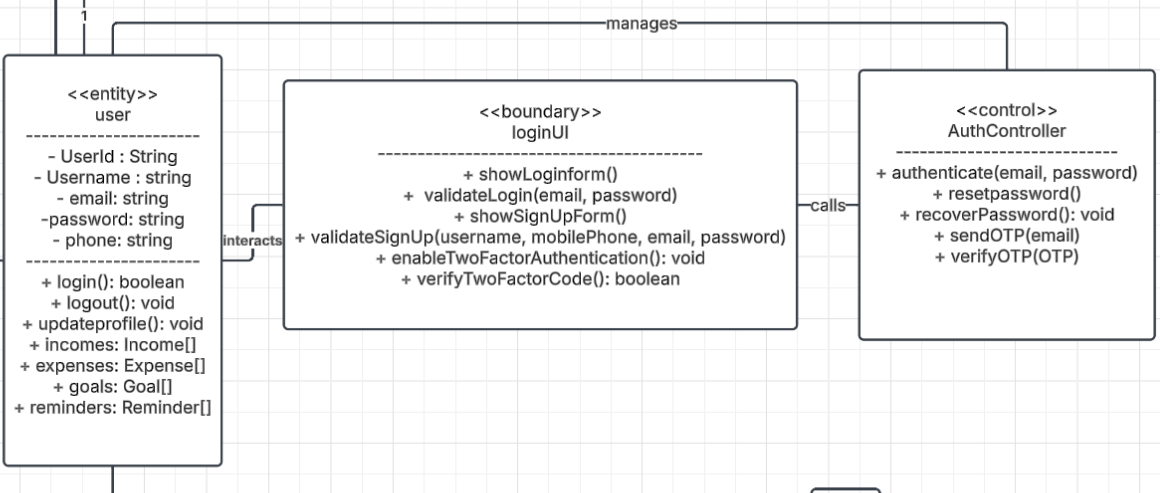 1
manages
<<entity>>
user
-----------------------
- UserId : String
- Username : string
- email: string
-password: string
- phone: string
-----------------------
+ login(): boolean
+ logout(): void
+ updateprofile(): void
+ incomes: Income[]
+ expenses: Expense[]
+ goals: Goal[]
+ reminders: Reminder[]
interacts
<<boundary>>
loginUI
-------------------------------------------
+ showLoginform()
+ validateLogin(email, password)
+ showSignUpForm()
+ validateSignUp(username, mobilePhone, email, password)
+ enableTwoFactorAuthentication(): void
+ verifyTwoFactorCode(): boolean
calls
<<control>>
AuthController
-----------------------------
+ authenticate(email, password)
+ resetpassword()
+ recoverPassword(): void
+ sendOTP(email)
+ verifyOTP(OTP)